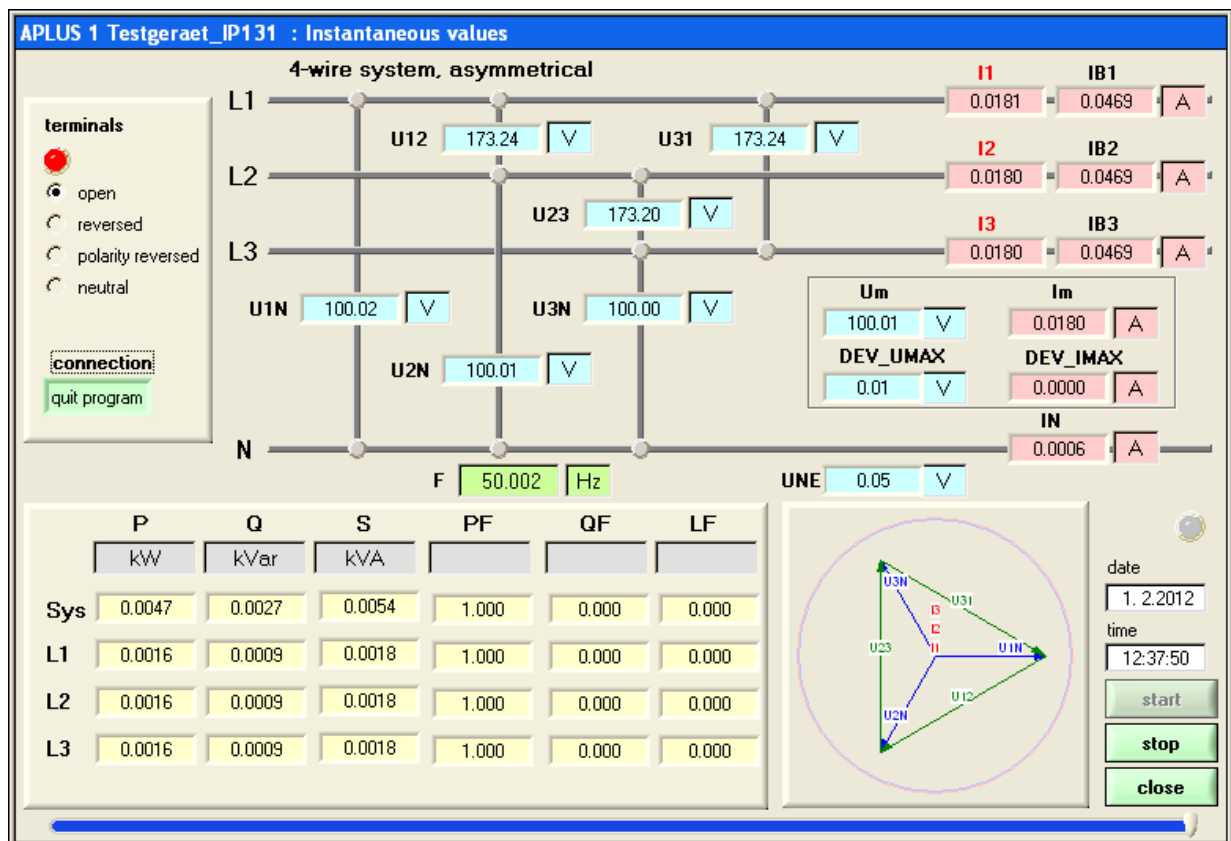 APLUS 1 Testgeraet_IP131 : Instantaneous values
4-wire system, asymmetrical
I1 IB1
L1 0.0181 0.0469 A
terminals
U12 173.24 V U31 173.24 V
I2 IB2
L2 0.0180 0.0469 A
open
U23 173.20 V
reversed
I3 IB3
L3 0.0180 0.0469 A
polarity reversed
neutral
Um Im
U1N 100.02 V U3N 100.00 V
100.01 V 0.0180 A
connection
DEV_UMAX DEV_IMAX
U2N 100.01 V
0.01 V 0.0000 A
quit program
IN
N 0.0006 A
F 50.002 Hz UNE 0.05 V
P Q S PF QF LF
kW kVar kVA
Sys 0.0047 0.0027 0.0054 1.000 0.000 0.000
L1 0.0016 0.0009 0.0018 1.000 0.000 0.000
L2 0.0016 0.0009 0.0018 1.000 0.000 0.000
L3 0.0016 0.0009 0.0018 1.000 0.000 0.000
U3N
U31
I3
I2
I1
U23
U1N
U12
U2N
date
1. 2.2012
time
12:37:50
start
stop
close